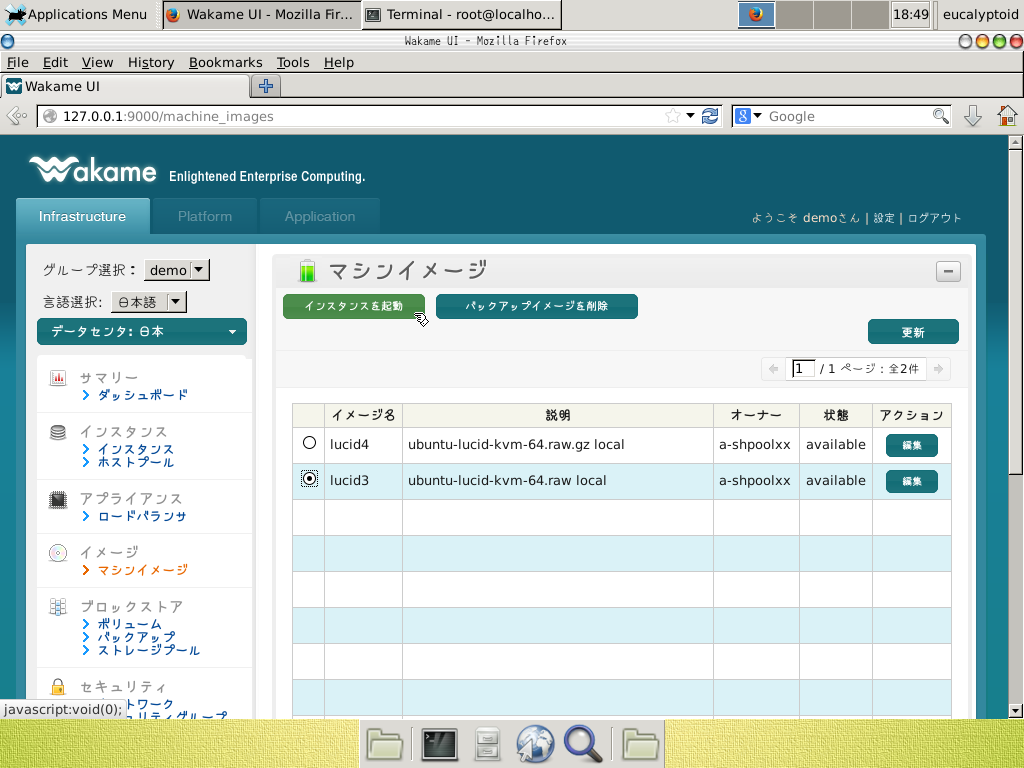 Applications Menu
Wakame UI - Mozilla Fir...
Terminal - root@localho...
18:49
eucalyptoid
Wakame UI - Mozilla Firefox
File Edit View History Bookmarks Tools Help
Wakame UI
127.0.0.1:9000/machine_images
Google
Wakame Enlightened Enterprise Computing.
Infrastructure Platform Application
ようこそ demoさん | 設定 | ログアウト
グループ選択： demo
言語選択: 日本語
データセンタ: 日本
サマリー
ダッシュボード
インスタンス
インスタンス
ホストプール
アプライアンス
ロードバランサ
イメージ
マシンイメージ
ブロックストア
ボリューム
バックアップ
ストレージプール
セキュリティ
トワーク
ュリティグループ
マシンイメージ
インスタンスを起動 バックアップイメージを削除
更新
1 / 1 ページ : 全2件
イメージ名 説明 オーナー 状態 アクション
lucid4 ubuntu-lucid-kvm-64.raw.gz local a-shpoolxx available 編集
lucid3 ubuntu-lucid-kvm-64.raw local a-shpoolxx available 編集
javascript:void(0);